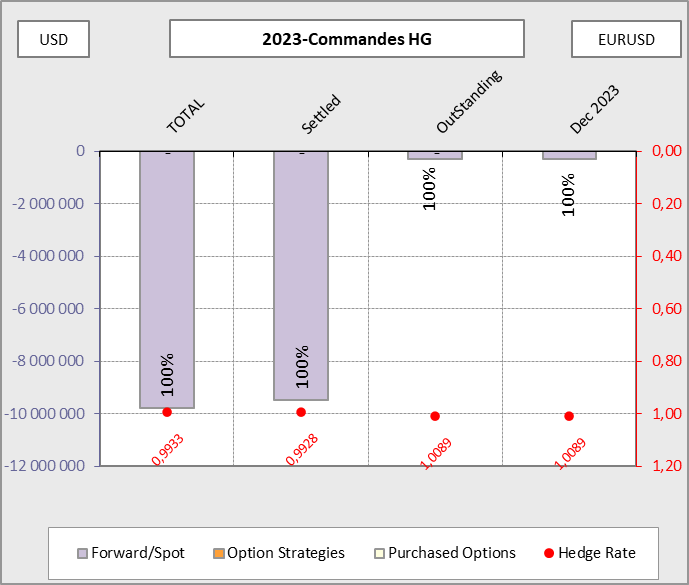 USD
2023-Commandes HG
EURUSD
TOTAL
Settled
OutStanding
Dec 2023
0
-2 000 000
-4 000 000
-6 000 000
-8 000 000
-10 000 000
-12 000 000
0,00
0,20
0,40
0,60
0,80
1,00
1,20
100%
100%
100%
100%
0,9933
0,9928
1,0089
1,0089
Forward/Spot
Option Strategies
Purchased Options
Hedge Rate